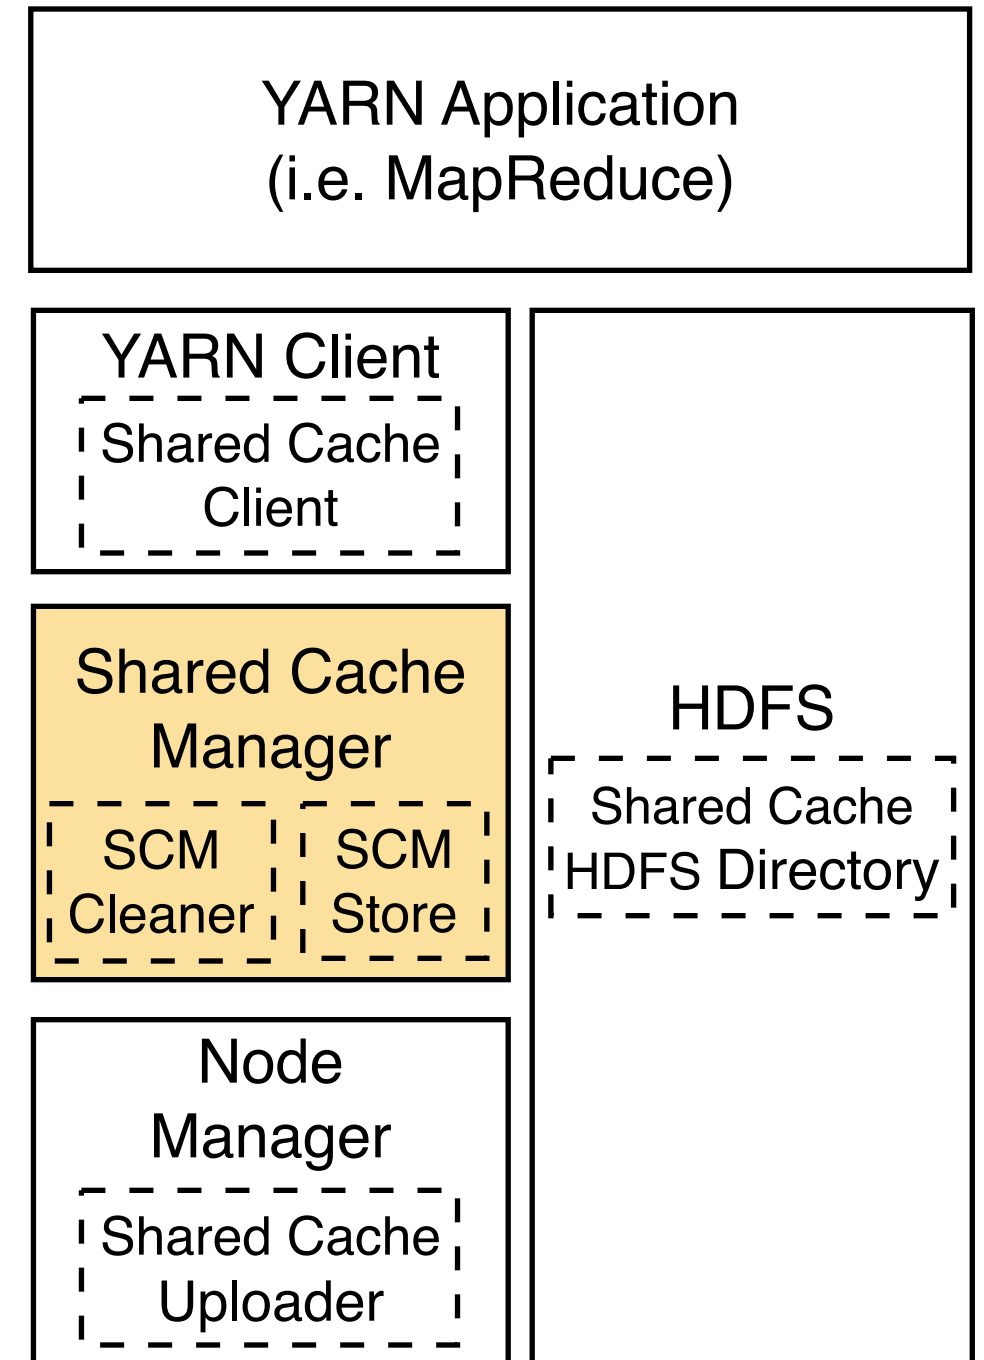 YARN Application
(i.e. MapReduce)
YARN Client
Shared Cache
Client
Shared Cache
Manager
SCM
Cleaner
SCM
Store
Node
Manager
Shared Cache
Uploader
HDFS
Shared Cache
HDFS Directory